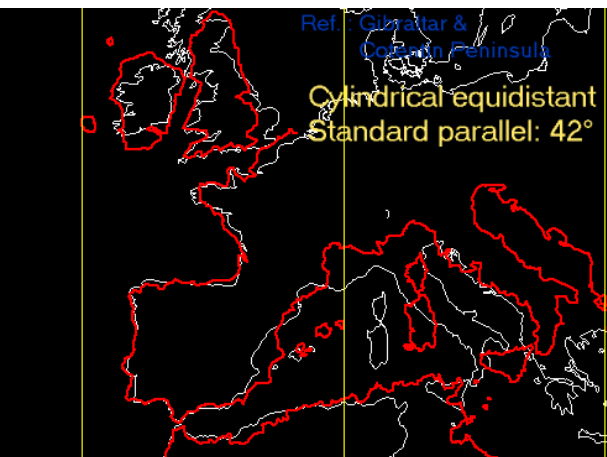 Ref. : Gibraltar &
Cotentin Peninsula
Cylindrical equidistant
Standard parallel: 42°